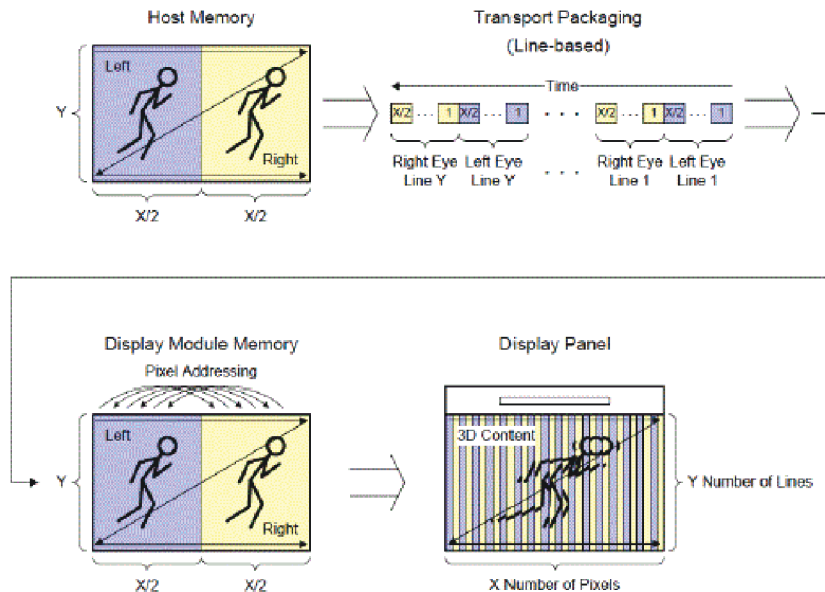 Host Memory
Transport Packaging
(Line-based)
Left
Time
Y
X/2 ... 1 X/2 ... 1 . . . X/2 ... 1 X/2 ... 1
Right Eye Left Eye Right Eye Left Eye
Line Y Line Y . . . Line 1 Line 1
Right
X/2 X/2
Display Module Memory
Display Panel
Pixel Addressing
Left
3D Content
Y
Y Number of Lines
Right
X/2 X/2
X Number of Pixels